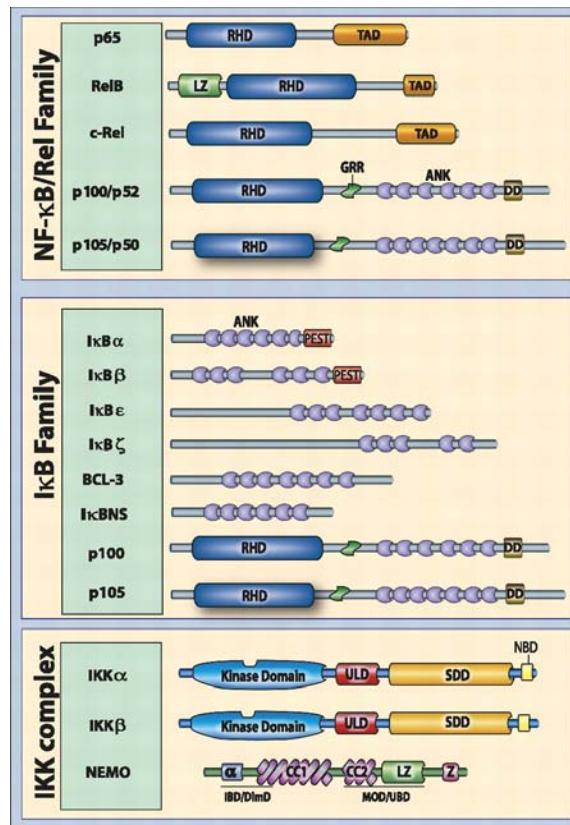 NF-κB/Rel Family
p65 RHD TAD
RelB LZ RHD TAD
c-Rel RHD TAD
GRR ANK
p100/p52 RHD DD
p105/p50 RHD DD
IκB Family
ANK
IκBα PEST
IκBβ PEST
IκBε
IκBζ
BCL-3
IκBNS
p100 RHD DD
p105 RHD DD
IKK complex
NBD
IKKα Kinase Domain ULD SDD
IKKβ Kinase Domain ULD SDD
NEMO α CC1 CC2 LZ Z
IBD/DimD MOD/UBD